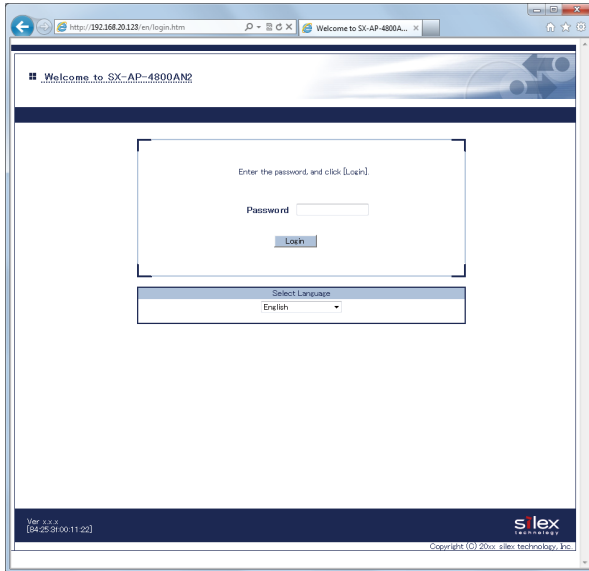 http://192.168.20.123/en/login.htm
Welcome to SX-AP-4800A...
Welcome to SX-AP-4800AN2
Enter the password, and click [Login].
Password
Login
Select Language
English
Ver x.x.x
[84:25:3f:00:11:22]
silex
technology
Copyright (C) 20xx silex technology, Inc.